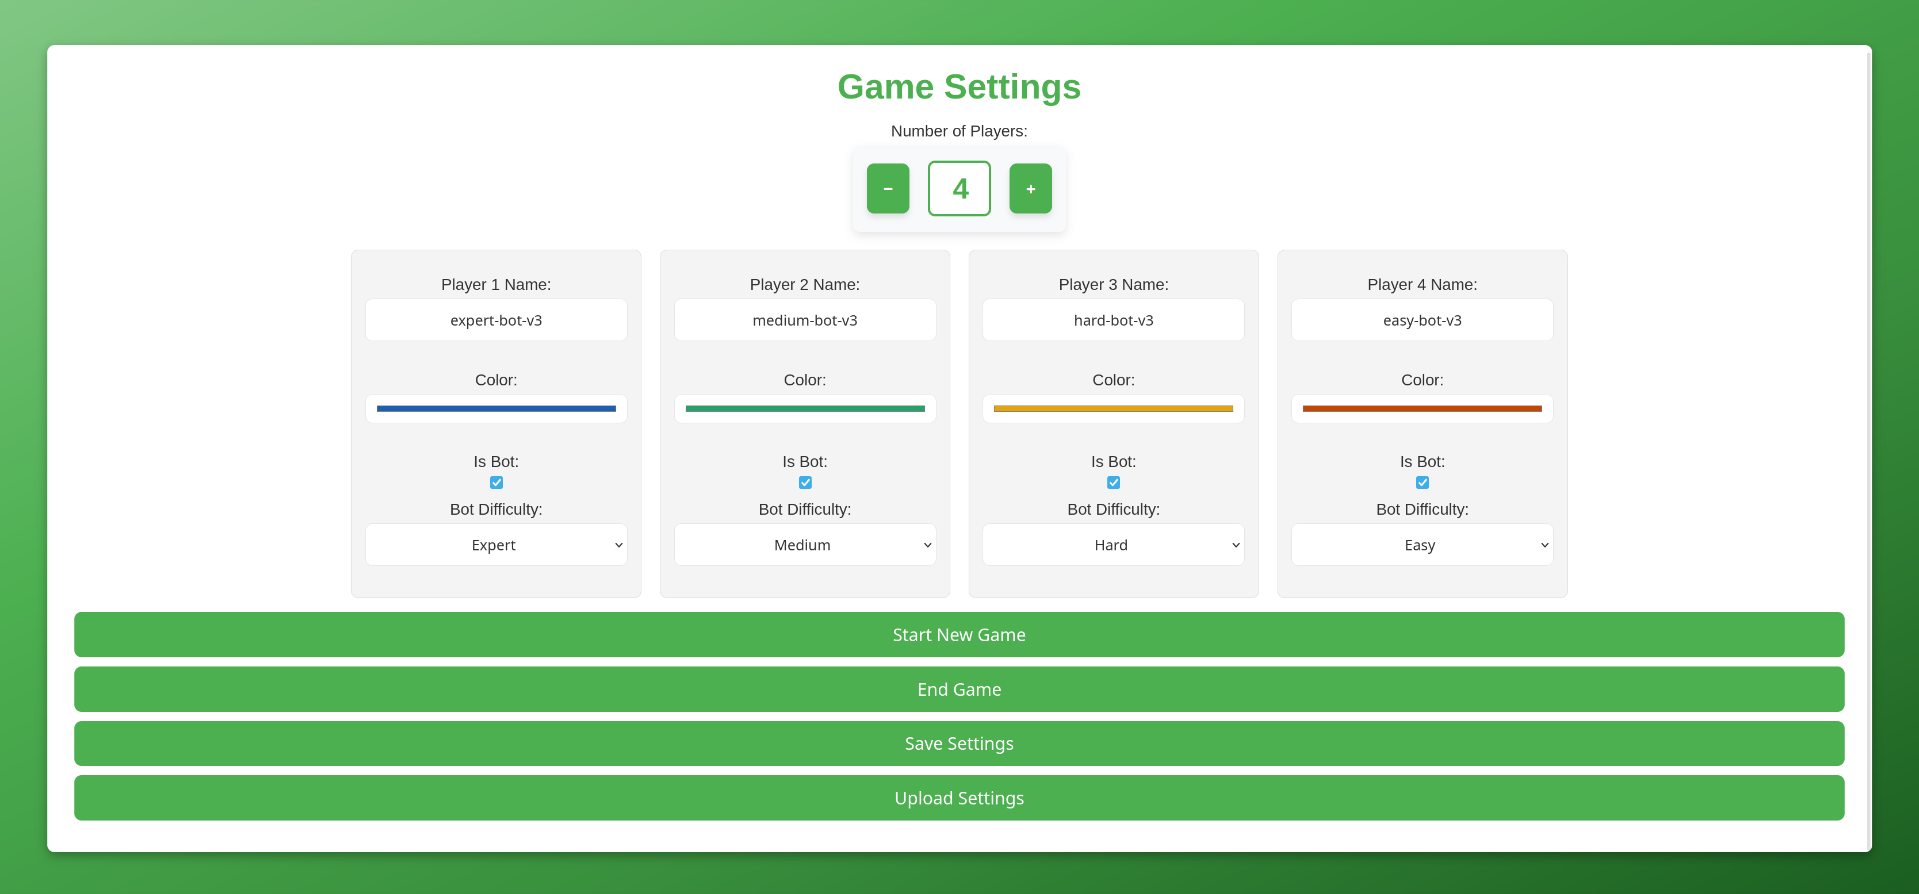 Game Settings
Number of Players:
− 4 +
Player 1 Name: Player 2 Name: Player 3 Name: Player 4 Name:
expert-bot-v3 medium-bot-v3 hard-bot-v3 easy-bot-v3
Color: Color: Color: Color:
Is Bot: Is Bot: Is Bot: Is Bot:
Bot Difficulty: Bot Difficulty: Bot Difficulty: Bot Difficulty:
Expert Medium Hard Easy
Start New Game
End Game
Save Settings
Upload Settings